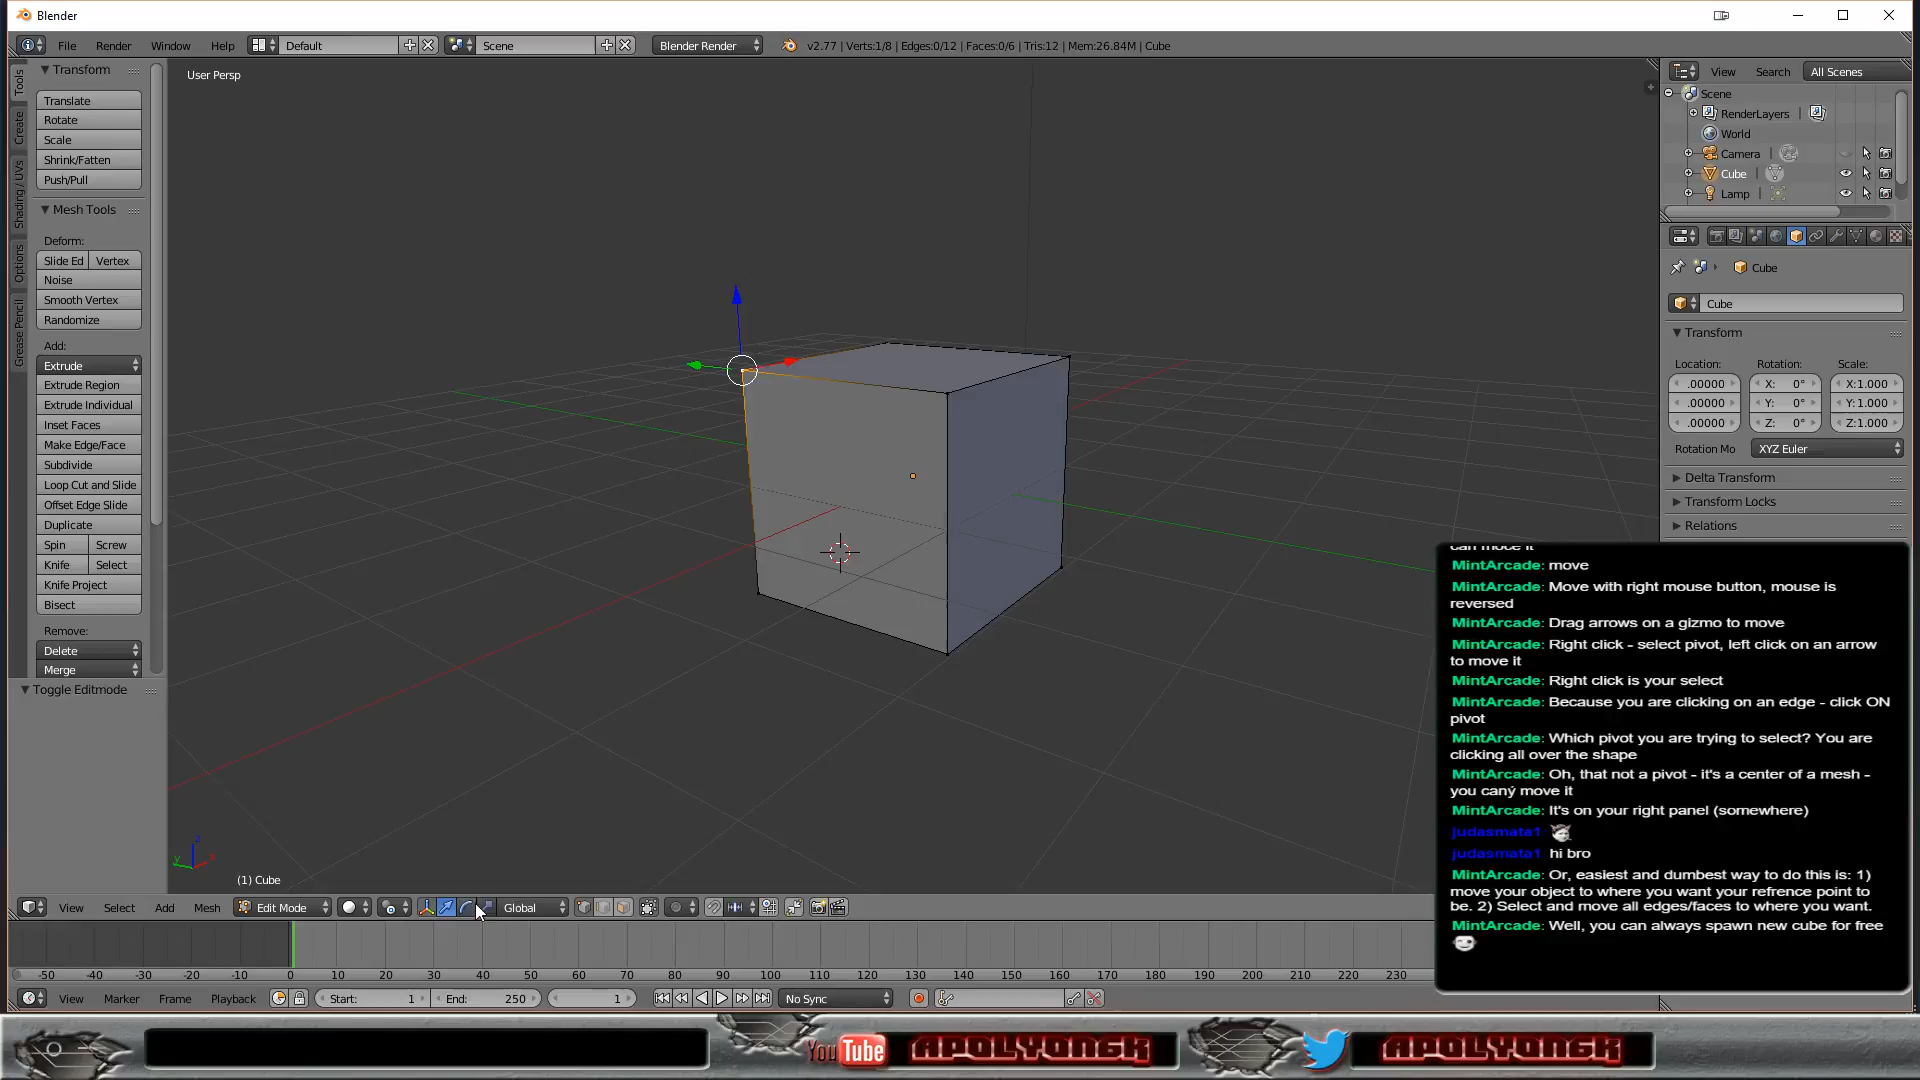 Blender
File Render Window Help Default Scene Blender Render v2.77 | Verts:1/8 | Edges:0/12 | Faces:0/6 | Tris:12 | Mem:26.84M | Cube
Tools
Create
Shading / UVs
Options
Grease Pencil
Transform
Translate
Rotate
Scale
Shrink/Fatten
Push/Pull
Mesh Tools
Deform:
Slide Ed Vertex
Noise
Smooth Vertex
Randomize
Add:
Extrude
Extrude Region
Extrude Individual
Inset Faces
Make Edge/Face
Subdivide
Loop Cut and Slide
Offset Edge Slide
Duplicate
Spin Screw
Knife Select
Knife Project
Bisect
Remove:
Delete
Merge
Toggle Editmode
User Persp
z
y x
(1) Cube
View Search All Scenes
Scene
RenderLayers |
World
Camera |
Cube |
Lamp |
Cube
Cube
Transform
Location: Rotation: Scale:
.00000 X: 0° X:1.000
.00000 Y: 0° Y:1.000
.00000 Z: 0° Z:1.000
Rotation Mo XYZ Euler
Delta Transform
Transform Locks
Relations
can moce it
MintArcade: move
MintArcade: Move with right mouse button, mouse is
reversed
MintArcade: Drag arrows on a gizmo to move
MintArcade: Right click - select pivot, left click on an arrow
to move it
MintArcade: Right click is your select
MintArcade: Because you are clicking on an edge - click ON
pivot
MintArcade: Which pivot you are trying to select? You are
clicking all over the shape
MintArcade: Oh, that not a pivot - it's a center of a mesh -
you caný move it
MintArcade: It's on your right panel (somewhere)
judasmata1
judasmata1 hi bro
MintArcade: Or, easiest and dumbest way to do this is: 1)
move your object to where you want your refrence point to
be. 2) Select and move all edges/faces to where you want.
MintArcade: Well, you can always spawn new cube for free
View Select Add Mesh Edit Mode Global
-50 -40 -30 -20 -10 0 10 20 30 40 50 60 70 80 90 100 110 120 130 140 150 160 170 180 190 200 210 220 230
View Marker Frame Playback Start: 1 End: 250 1 No Sync
YouTube APOLYON6K APOLYON6K